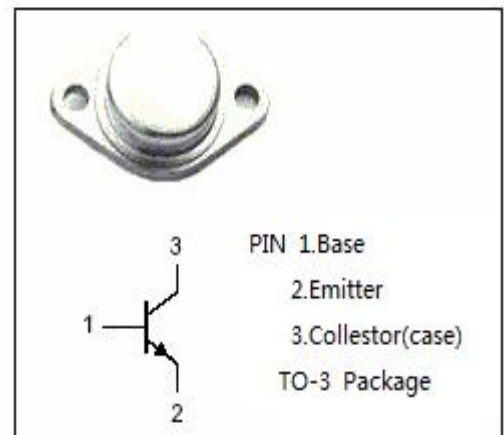 3
PIN 1.Base
1
2.Emitter
3.Collestor(case)
TO-3 Package
2